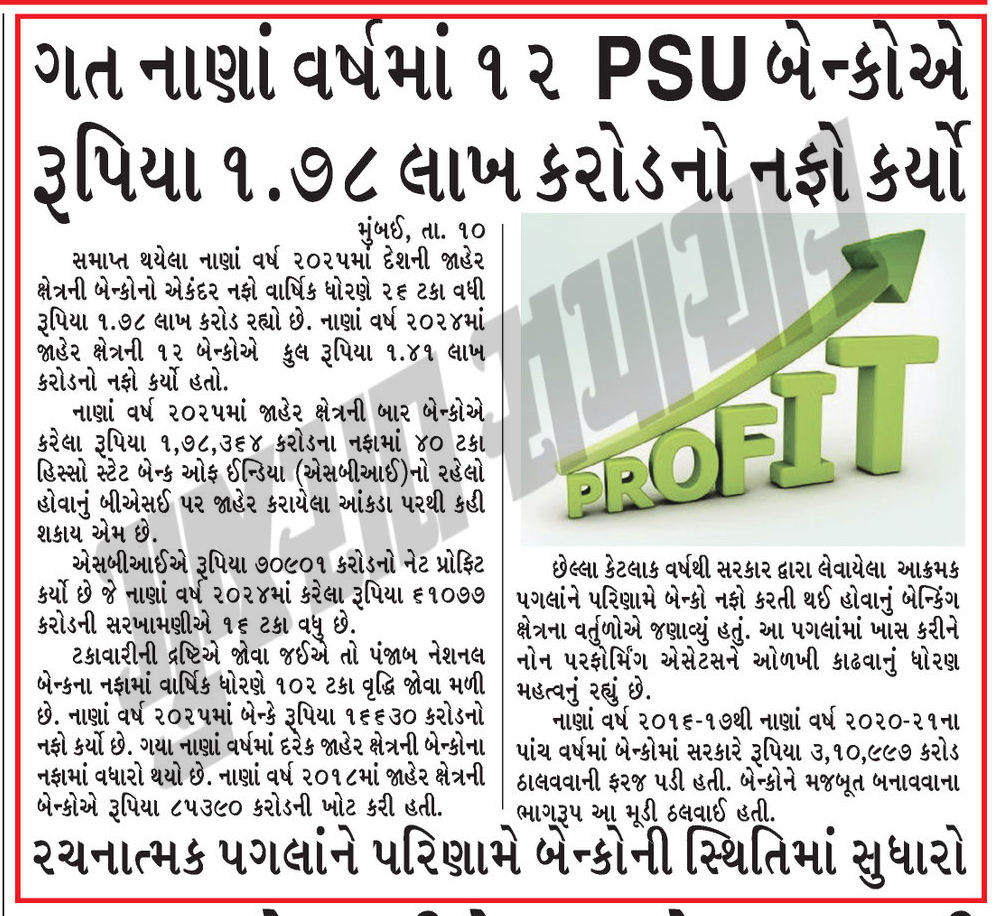 ગત નાણાં વર્ષમાં ૧૨ PSU બેન્કોએ
રૂપિયા ૧.૭૮ લાખ કરોડનો નફો કર્યો
મુંબઈ, તા. ૧૦
સમાપ્ત થયેલા નાણાં વર્ષ ૨૦૨૫માં દેશની જાહેર
ક્ષેત્રની બેન્કોનો એકંદર નફો વાર્ષિક ધોરણે ૨૬ ટકા વધી
રૂપિયા ૧.૭૮ લાખ કરોડ રહ્યો છે. નાણાં વર્ષ ૨૦૨૪માં
જાહેર ક્ષેત્રની ૧૨ બેન્કોએ કુલ રૂપિયા ૧.૪૧ લાખ
કરોડનો નફો કર્યો હતો.
નાણાં વર્ષ ૨૦૨૫માં જાહેર ક્ષેત્રની બાર બેન્કોએ
કરેલા રૂપિયા ૧,૭૮,૩૬૪ કરોડના નફામાં ૪૦ ટકા
હિસ્સો સ્ટેટ બેન્ક ઓફ ઈન્ડિયા (એસબીઆઈ)નો રહેલો
હોવાનું બીએસઈ પર જાહેર કરાયેલા આંકડા પરથી કહી
શકાય એમ છે.
એસબીઆઈએ રૂપિયા ૭૦૯૦૧ કરોડનો નેટ પ્રોફિટ
કર્યો છે જે નાણાં વર્ષ ૨૦૨૪માં કરેલા રૂપિયા ૬૧૦૭૭
કરોડની સરખામણીએ ૧૬ ટકા વધુ છે.
ટકાવારીની દ્રષ્ટિએ જોવા જઈએ તો પંજાબ નેશનલ
બેન્કના નફામાં વાર્ષિક ધોરણે ૧૦૨ ટકા વૃદ્ધિ જોવા મળી
છે. નાણાં વર્ષ ૨૦૨૫માં બેન્કે રૂપિયા ૧૬૬૩૦ કરોડનો
નફો કર્યો છે. ગયા નાણાં વર્ષમાં દરેક જાહેર ક્ષેત્રની બેન્કોના
નફામાં વધારો થયો છે. નાણાં વર્ષ ૨૦૧૮માં જાહેર ક્ષેત્રની
બેન્કોએ રૂપિયા ૮૫૩૯૦ કરોડની ખોટ કરી હતી.
PROFIT
છેલ્લા કેટલાક વર્ષથી સરકાર દ્વારા લેવાયેલા આક્રમક
પગલાંને પરિણામે બેન્કો નફો કરતી થઈ હોવાનું બેન્કિંગ
ક્ષેત્રના વર્તુળોએ જણાવ્યું હતું. આ પગલાંમાં ખાસ કરીને
નોન પરફોર્મિંગ એસેટસને ઓળખી કાઢવાનું ધોરણ
મહત્વનું રહ્યું છે.
નાણાં વર્ષ ૨૦૧૬-૧૭થી નાણાં વર્ષ ૨૦૨૦-૨૧ના
પાંચ વર્ષમાં બેન્કોમાં સરકારે રૂપિયા ૩,૧૦,૯૯૭ કરોડ
ઠાલવવાની ફરજ પડી હતી. બેન્કોને મજબૂત બનાવવાના
ભાગરૂપ આ મૂડી ઠલવાઈ હતી.
રચનાત્મક પગલાંને પરિણામે બેન્કોની સ્થિતિમાં સુધારો
ગુજરાત સમાચાર